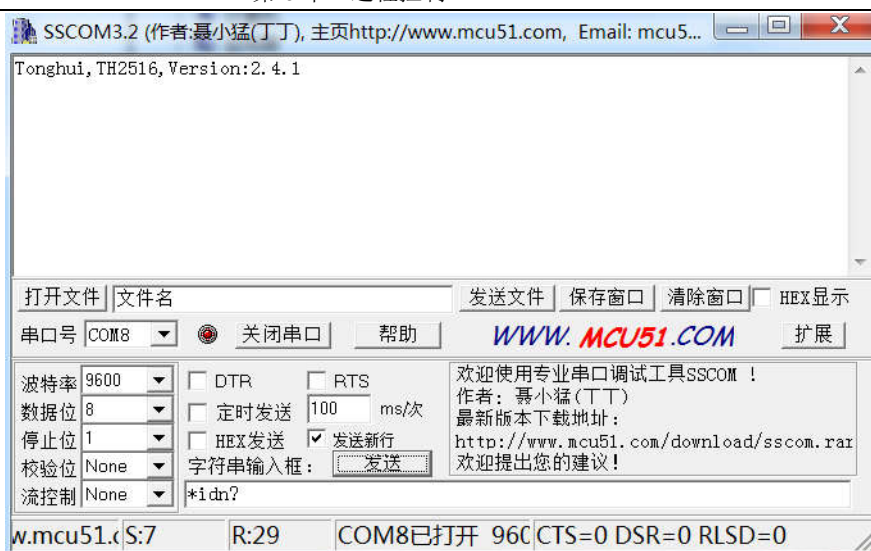 SSCOM3.2 (作者:聂小猛(丁丁), 主页http://www.mcu51.com, Email: mcu5...
Tonghui,TH2516,Version:2.4.1
打开文件 文件名 发送文件 保存窗口 清除窗口 HEX显示
串口号 COM8 关闭串口 帮助 WWW. MCU51.COM 扩展
波特率 9600 DTR RTS
数据位 8 定时发送 100 ms/次
停止位 1 HEX发送 发送新行
校验位 None 字符串输入框: 发送
流控制 None *idn?
欢迎使用专业串口调试工具SSCOM !
作者: 聂小猛(丁丁)
最新版本下载地址:
http://www.mcu51.com/download/sscom.rar
欢迎提出您的建议!
w.mcu51.c S:7 R:29 COM8已打开 960 CTS=0 DSR=0 RLSD=0